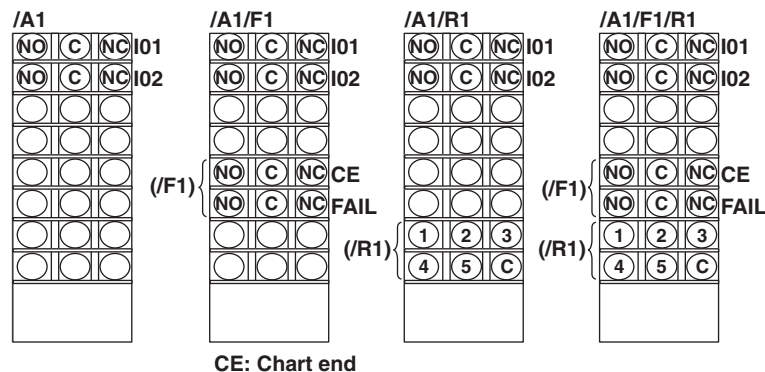 /A1 /A1/F1 /A1/R1 /A1/F1/R1
NO C NC I01 NO C NC I01 NO C NC I01 NO C NC I01
NO C NC I02 NO C NC I02 NO C NC I02 NO C NC I02
(/F1) NO C NC CE (/F1) NO C NC CE
NO C NC FAIL NO C NC FAIL
(/R1) 1 2 3 (/R1) 1 2 3
4 5 C 4 5 C
CE: Chart end